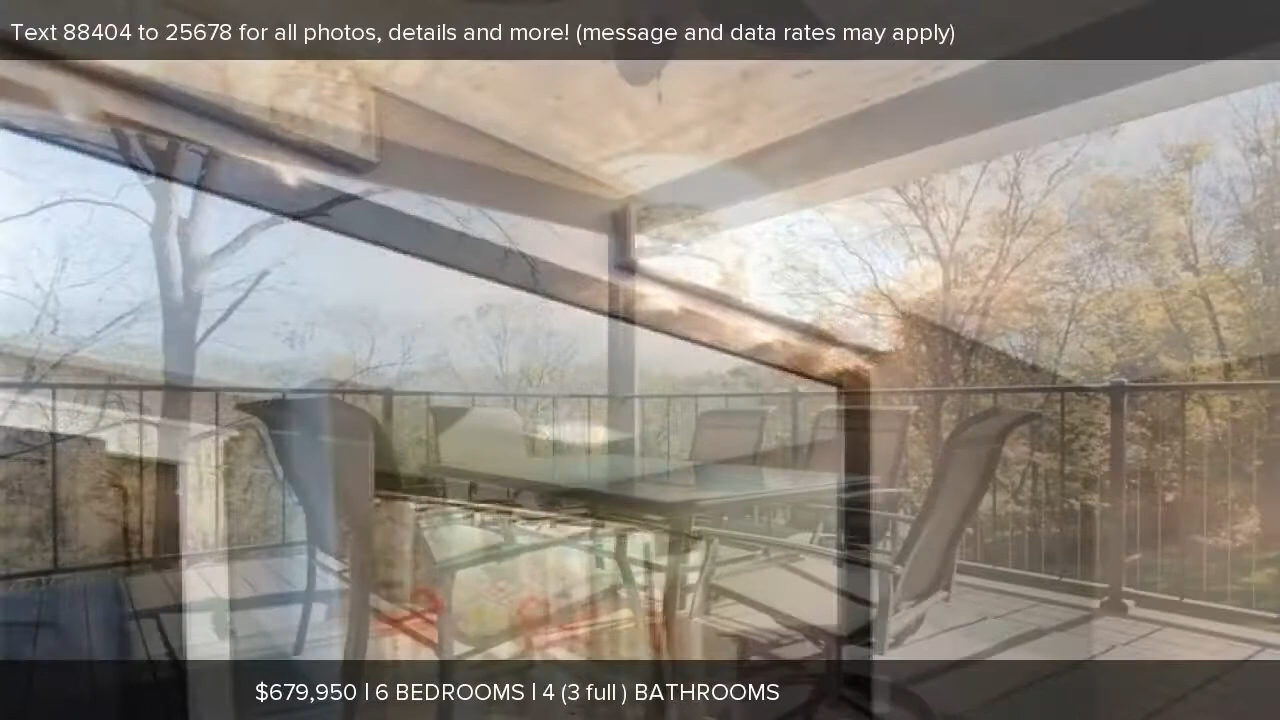 Text 88404 to 25678 for all photos, details and more! (message and data rates may apply)
$679,950 | 6 BEDROOMS | 4 (3 full ) BATHROOMS